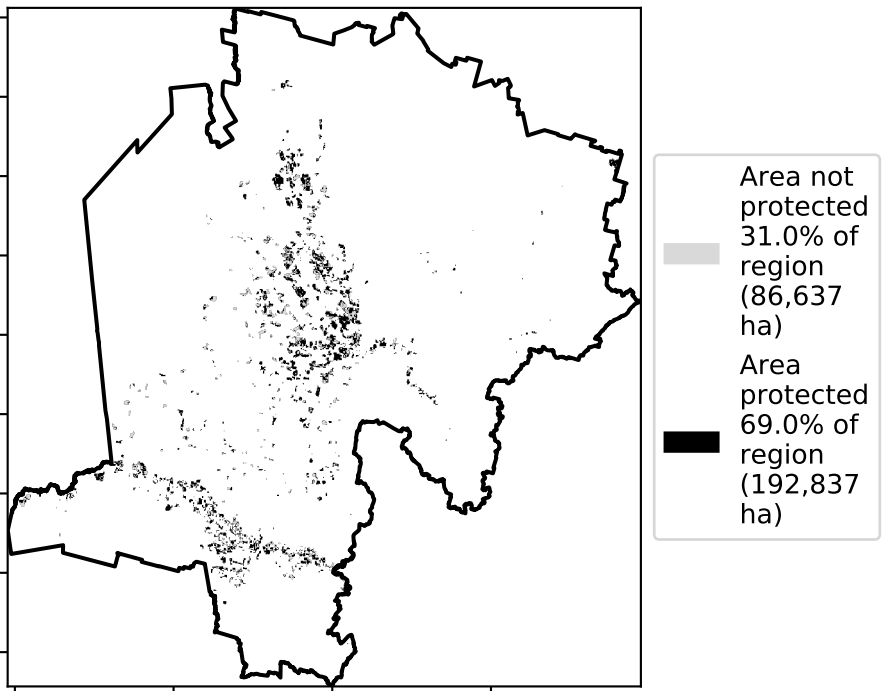 Area not
protected
31.0% of
region
(86,637
ha)
Area
protected
69.0% of
region
(192,837
ha)